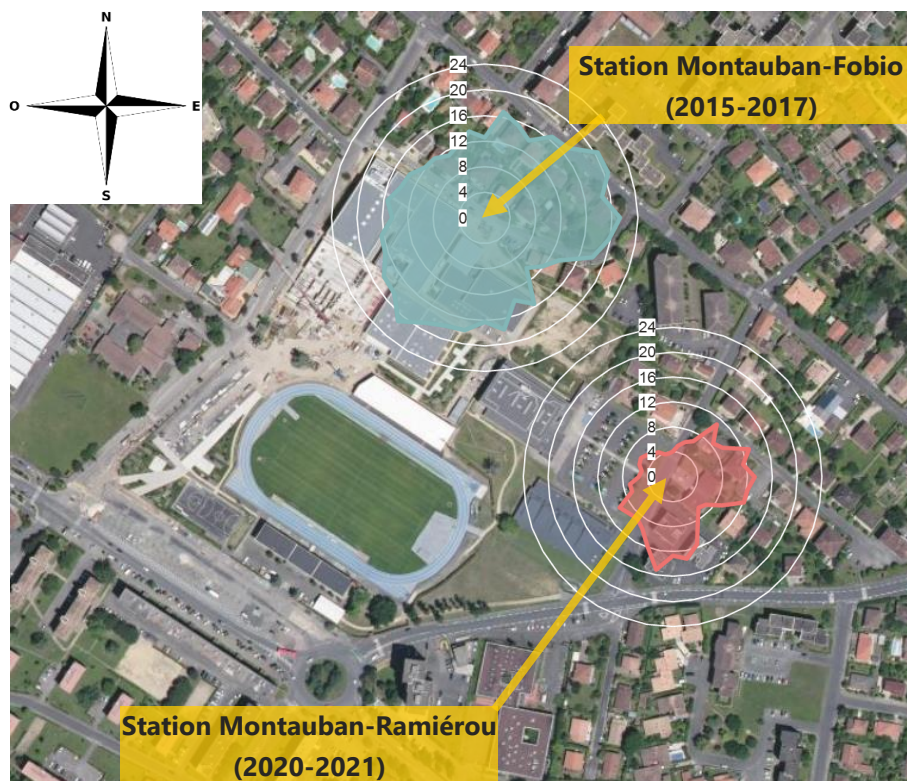 N
O
E
S
Station Montauban-Fobio
(2015-2017)
24
20
16
12
8
4
0
24
20
16
12
8
4
0
Station Montauban-Ramiérou
(2020-2021)